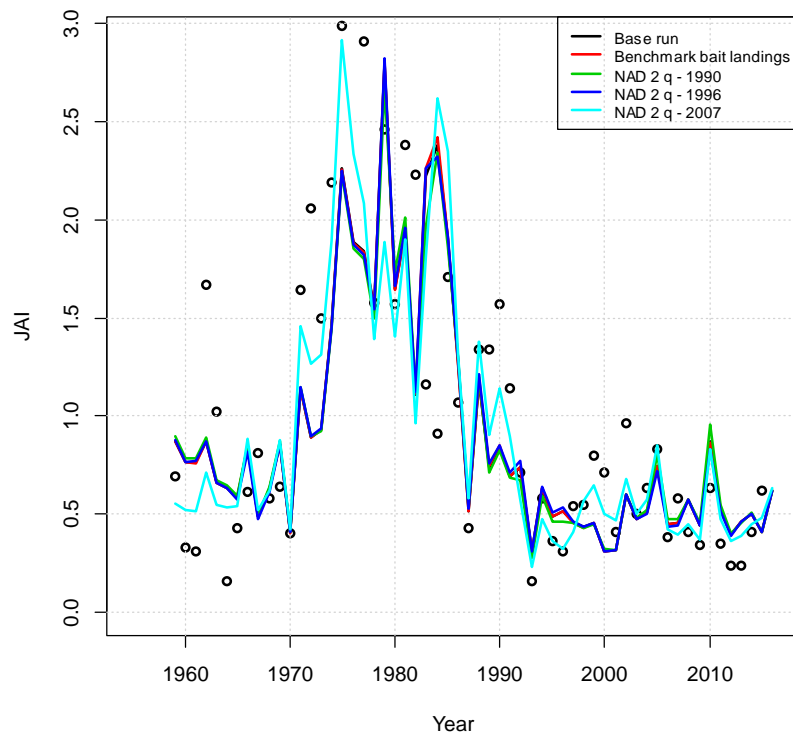 3.0
2.5
2.0
1.5
1.0
0.5
0.0
JAI
Base run
Benchmark bait landings
NAD 2 q - 1990
NAD 2 q - 1996
NAD 2 q - 2007
1960 1970 1980 1990 2000 2010
Year